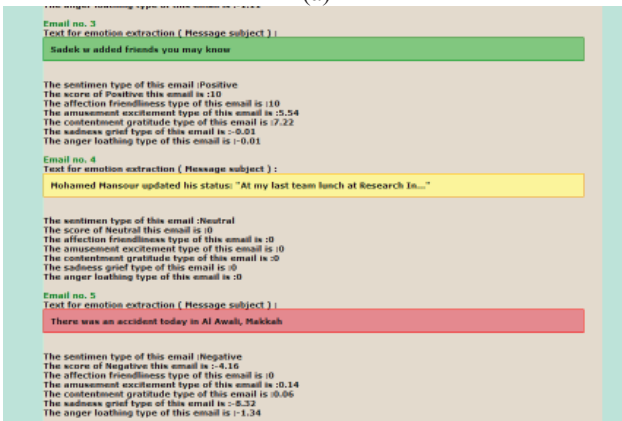 (a)
The anger loathing type of this email is :-1.11
Email no. 3
Text for emotion extraction ( Message subject ) :
Sadek w added friends you may know
The sentimen type of this email :Positive
The score of Positive this email is :10
The affection friendliness type of this email is :10
The amusement excitement type of this email is :5.54
The contentment gratitude type of this email is :7.22
The sadness grief type of this email is :-0.01
The anger loathing type of this email is :-0.01
Email no. 4
Text for emotion extraction ( Message subject ) :
Mohamed Mansour updated his status: "At my last team lunch at Research In..."
The sentimen type of this email :Neutral
The score of Neutral this email is :0
The affection friendliness type of this email is :0
The amusement excitement type of this email is :0
The contentment gratitude type of this email is :0
The sadness grief type of this email is :0
The anger loathing type of this email is :0
Email no. 5
Text for emotion extraction ( Message subject ) :
There was an accident today in Al Awali, Makkah
The sentimen type of this email :Negative
The score of Negative this email is :-4.16
The affection friendliness type of this email is :0
The amusement excitement type of this email is :0.14
The contentment gratitude type of this email is :0.06
The sadness grief type of this email is :-8.32
The anger loathing type of this email is :-1.34